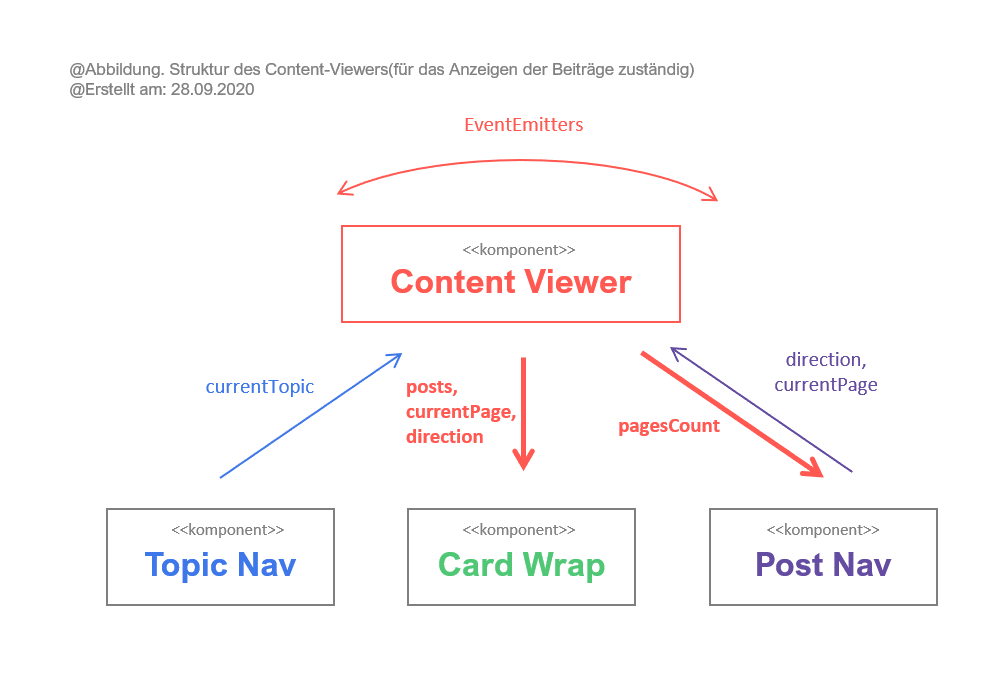 @Abbildung. Struktur des Content-Viewers(für das Anzeigen der Beiträge zuständig)
@Erstellt am: 28.09.2020
EventEmitters
<<komponent>>
Content Viewer
currentTopic
posts,
currentPage,
direction
pagesCount
direction,
currentPage
<<komponent>>
Topic Nav
<<komponent>>
Card Wrap
<<komponent>>
Post Nav